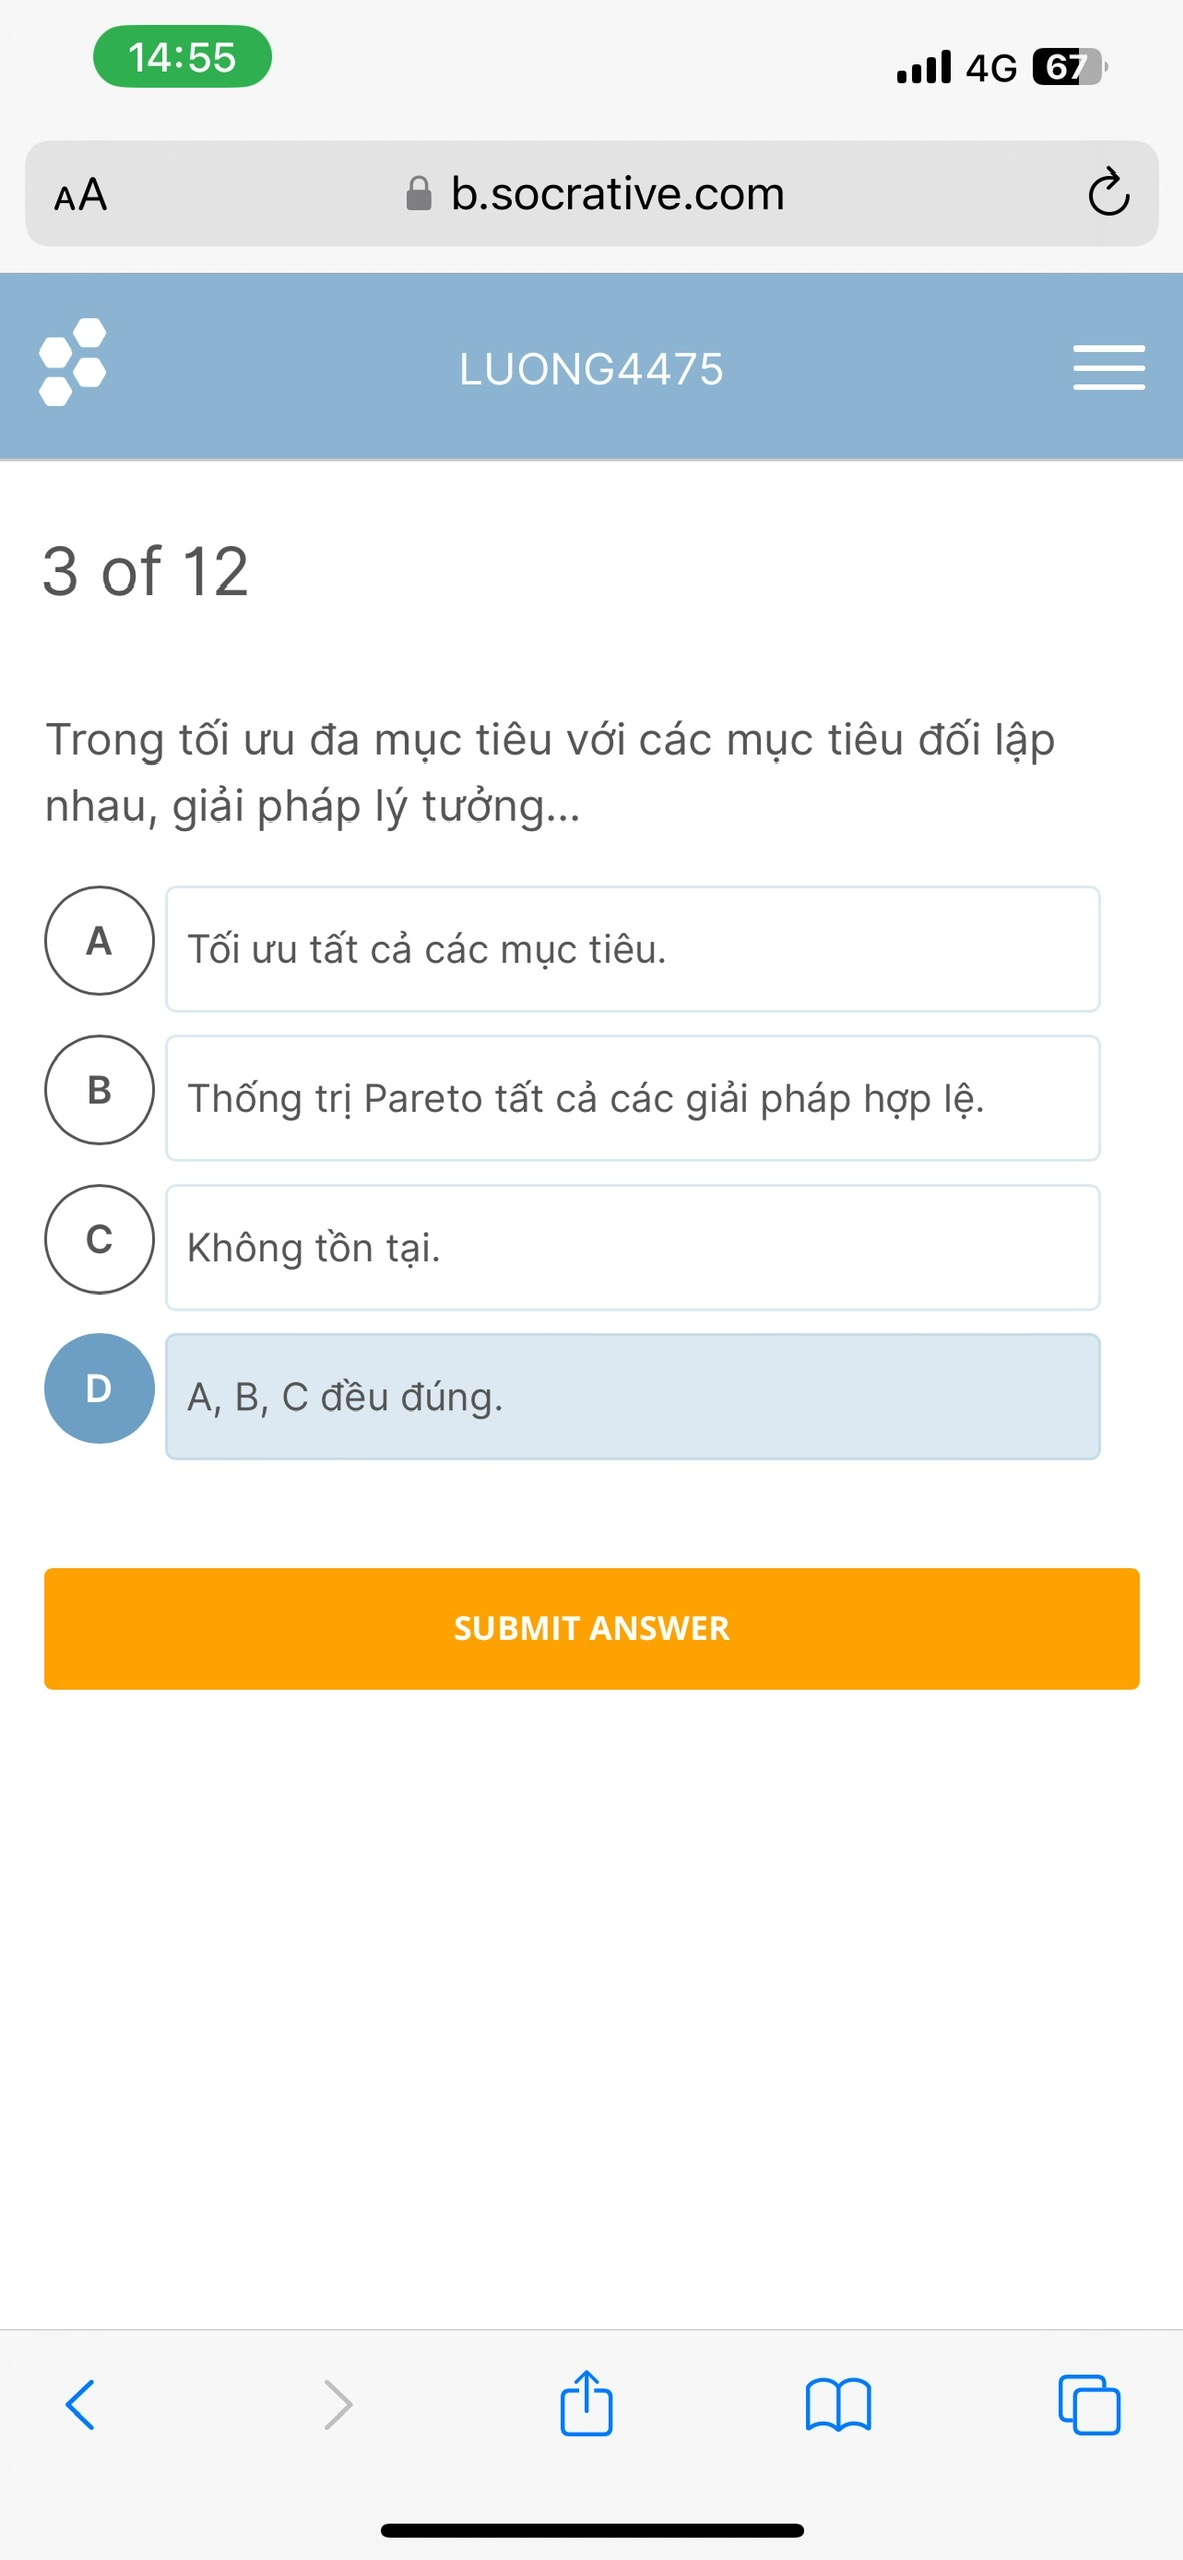 14:55
4G 67
AA b.socrative.com
LUONG4475
3 of 12
Trong tối ưu đa mục tiêu với các mục tiêu đối lập
nhau, giải pháp lý tưởng...
A Tối ưu tất cả các mục tiêu.
B Thống trị Pareto tất cả các giải pháp hợp lệ.
C Không tồn tại.
D A, B, C đều đúng.
SUBMIT ANSWER